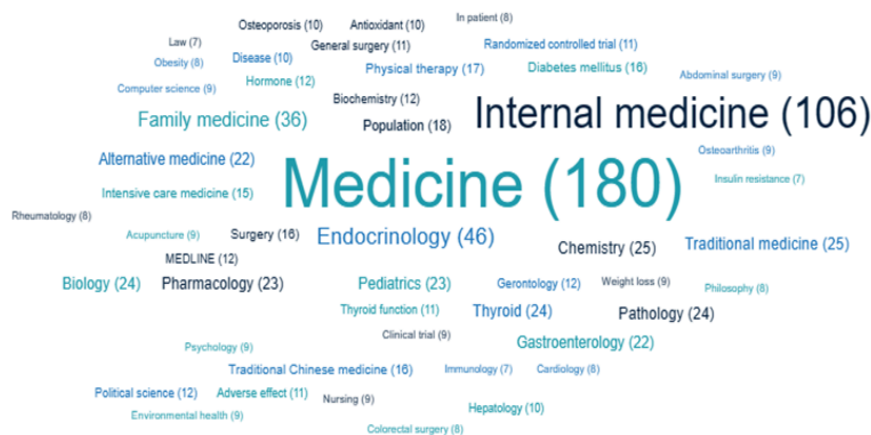 In patient (8)
Osteoporosis (10) Antioxidant (10)
Law (7) General surgery (11) Randomized controlled trial (11)
Obesity (8) Disease (10) Physical therapy (17) Diabetes mellitus (16)
Computer science (9) Hormone (12) Abdominal surgery (9)
Biochemistry (12)
Family medicine (36) Population (18) Internal medicine (106)
Alternative medicine (22) Osteoarthritis (9)
Intensive care medicine (15) Medicine (180) Insulin resistance (7)
Rheumatology (8)
Acupuncture (9) Surgery (16) Endocrinology (46) Chemistry (25) Traditional medicine (25)
MEDLINE (12)
Biology (24) Pharmacology (23) Pediatrics (23) Gerontology (12) Weight loss (9) Philosophy (8)
Thyroid function (11) Thyroid (24) Pathology (24)
Clinical trial (9)
Psychology (9) Gastroenterology (22)
Traditional Chinese medicine (16) Immunology (7) Cardiology (8)
Political science (12) Adverse effect (11) Nursing (9)
Environmental health (9) Hepatology (10)
Colorectal surgery (8)